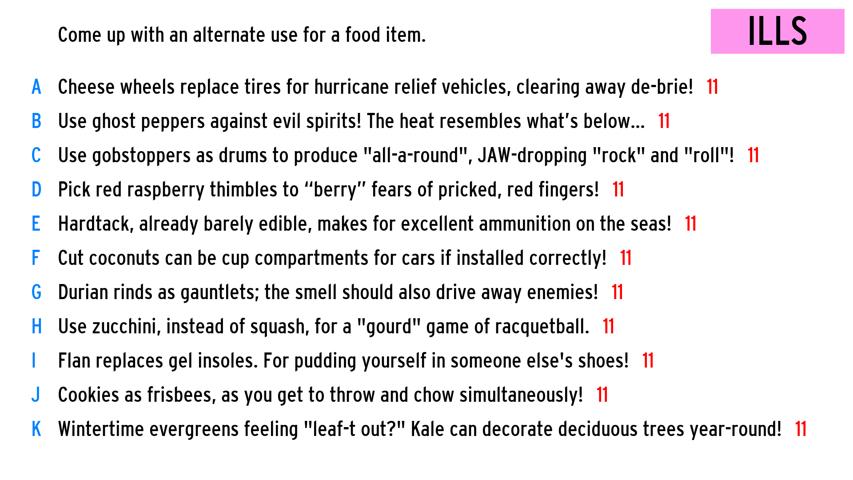 Come up with an alternate use for a food item.
ILLS
A Cheese wheels replace tires for hurricane relief vehicles, clearing away de-brie! 11
B Use ghost peppers against evil spirits! The heat resembles what's below... 11
C Use gobstoppers as drums to produce "all-a-round", JAW-dropping "rock" and "roll"! 11
D Pick red raspberry thimbles to “berry” fears of pricked, red fingers! 11
E Hardtack, already barely edible, makes for excellent ammunition on the seas! 11
F Cut coconuts can be cup compartments for cars if installed correctly! 11
G Durian rinds as gauntlets; the smell should also drive away enemies! 11
H Use zucchini, instead of squash, for a "gourd" game of racquetball. 11
I Flan replaces gel insoles. For pudding yourself in someone else's shoes! 11
J Cookies as frisbees, as you get to throw and chow simultaneously! 11
K Wintertime evergreens feeling "leaf-t out?" Kale can decorate deciduous trees year-round! 11